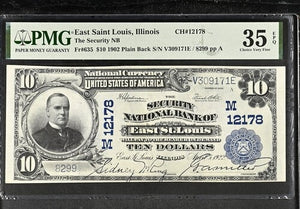 PMG
PAPER MONEY GUARANTY
East Saint Louis, Illinois CH#12178
The Security NB
Fr#635 $10 1902 Plain Back S/N V309171E / 8299 pp A
35 EPQ
Choice Very Fine
National Currency
UNITED STATES OF AMERICA
V309171E
10 10
SECURITY
NATIONAL BANK OF
EAST ST. LOUIS
TEN DOLLARS
M
12178
M 12178
10
8299